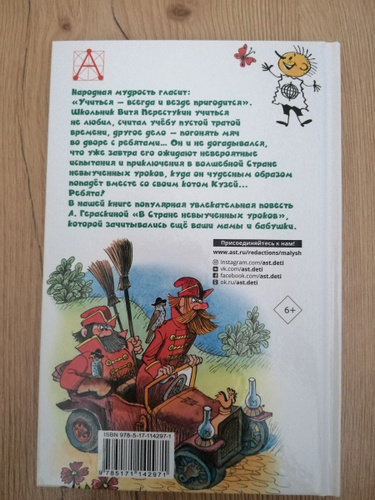 Народная мудрость гласит:
«Учиться — всегда и везде пригодится».
Школьник Витя Перестукин учиться
не любил, считал учёбу пустой тратой
времени, другое дело — погонять мяч
во дворе с ребятами... Он и не догадывался,
что уже завтра его ожидают невероятные
испытания и приключения в волшебной Стране
невыученных уроков, куда он чудесным образом
попадёт вместе со своим котом Кузей...
Ребята!
В нашей книге популярная увлекательная повесть
Л. Гераскиной «В Стране невыученных уроков»,
которой зачитывались ещё ваши мамы и бабушки.
Присоединяйтесь к нам!
www.ast.ru/redactions/malysh
instagram.com/ast.deti
vk.com/ast.deti
facebook.com/ast.deti
ok.ru/ast.deti
6+
ISBN 978-5-17-114297-1
9 785171 142971